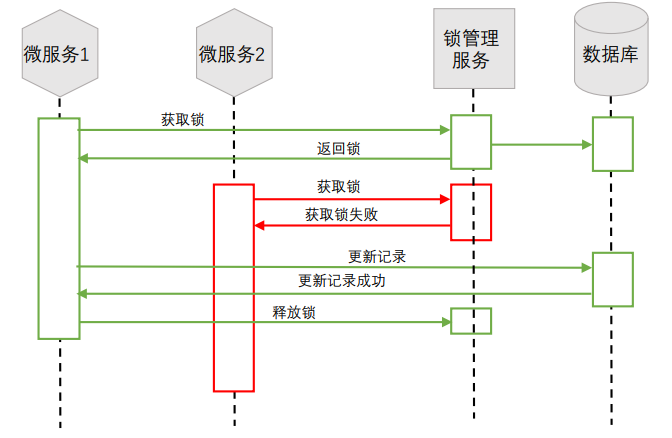 微服务1
微服务2
锁管理
服务
数据库
获取锁
返回锁
获取锁
获取锁失败
更新记录
更新记录成功
释放锁